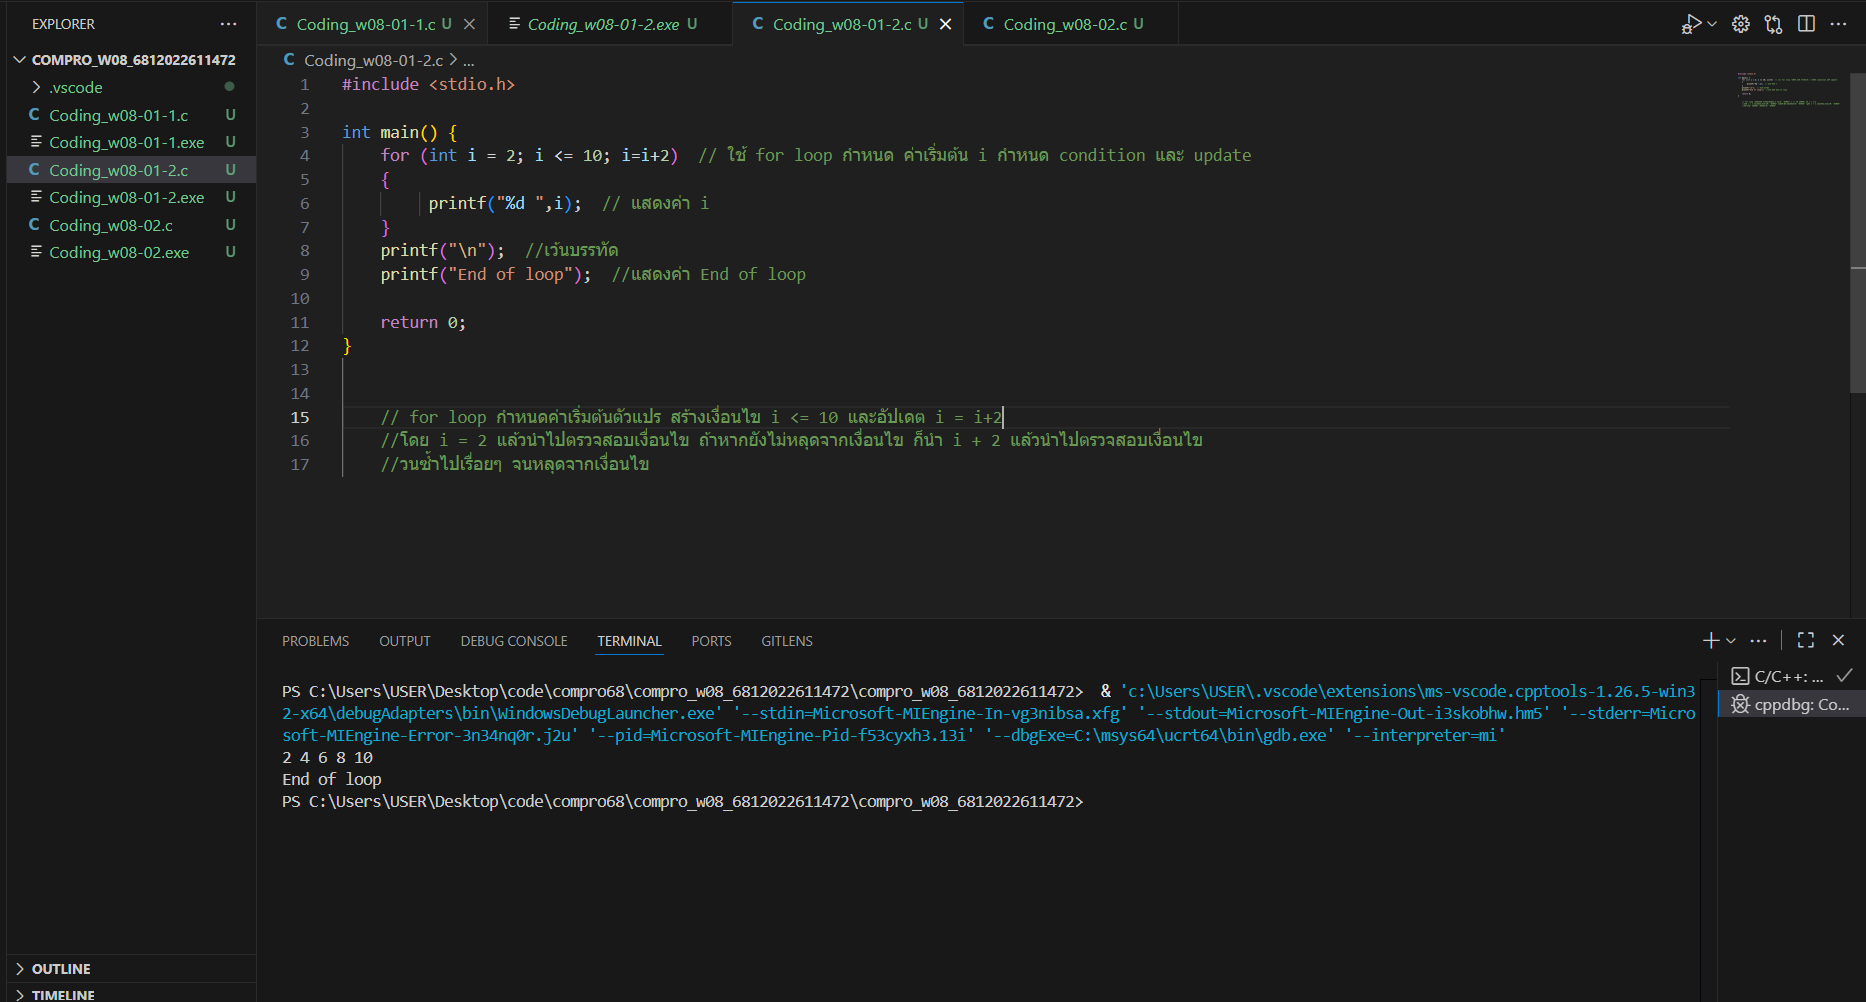 EXPLORER
COMPRO_W08_6812022611472
.vscode
Coding_w08-01-1.c U
Coding_w08-01-1.exe U
Coding_w08-01-2.c U
Coding_w08-01-2.exe U
Coding_w08-02.c U
Coding_w08-02.exe U
OUTLINE
TIMELINE
C Coding_w08-01-1.c U
Coding_w08-01-2.exe U
C Coding_w08-01-2.c U
C Coding_w08-02.c U
C Coding_w08-01-2.c > ...
1 #include <stdio.h>
2
3 int main() {
4 for (int i = 2; i <= 10; i=i+2) // ใช้ for loop กำหนด ค่าเริ่มต้น i กำหนด condition และ update
5 {
6 printf("%d ",i); // แสดงค่า i
7 }
8 printf("\n"); //เว้นบรรทัด
9 printf("End of loop"); //แสดงค่า End of loop
10
11 return 0;
12 }
13
14
15 // for loop กำหนดค่าเริ่มต้นตัวแปร สร้างเงื่อนไข i <= 10 และอัปเดต i = i+2
16 //โดย i = 2 แล้วนำไปตรวจสอบเงื่อนไข ถ้าหากยังไม่หลุดจากเงื่อนไข ก็นำ i + 2 แล้วนำไปตรวจสอบเงื่อนไข
17 //วนซ้ำไปเรื่อยๆ จนหลุดจากเงื่อนไข
PROBLEMS OUTPUT DEBUG CONSOLE TERMINAL PORTS GITLENS
PS C:\Users\USER\Desktop\code\compro68\compro_w08_6812022611472\compro_w08_6812022611472> & 'c:\Users\USER\.vscode\extensions\ms-vscode.cpptools-1.26.5-win3
2-x64\debugAdapters\bin\WindowsDebugLauncher.exe' '--stdin=Microsoft-MIEngine-In-vg3nibsa.xfg' '--stdout=Microsoft-MIEngine-Out-i3skobhw.hm5' '--stderr=Micro
soft-MIEngine-Error-3n34nq0r.j2u' '--pid=Microsoft-MIEngine-Pid-f53cyxh3.13i' '--dbgExe=C:\msys64\ucrt64\bin\gdb.exe' '--interpreter=mi'
2 4 6 8 10
End of loop
PS C:\Users\USER\Desktop\code\compro68\compro_w08_6812022611472\compro_w08_6812022611472>
C/C++: ...
cppdbg: Co...